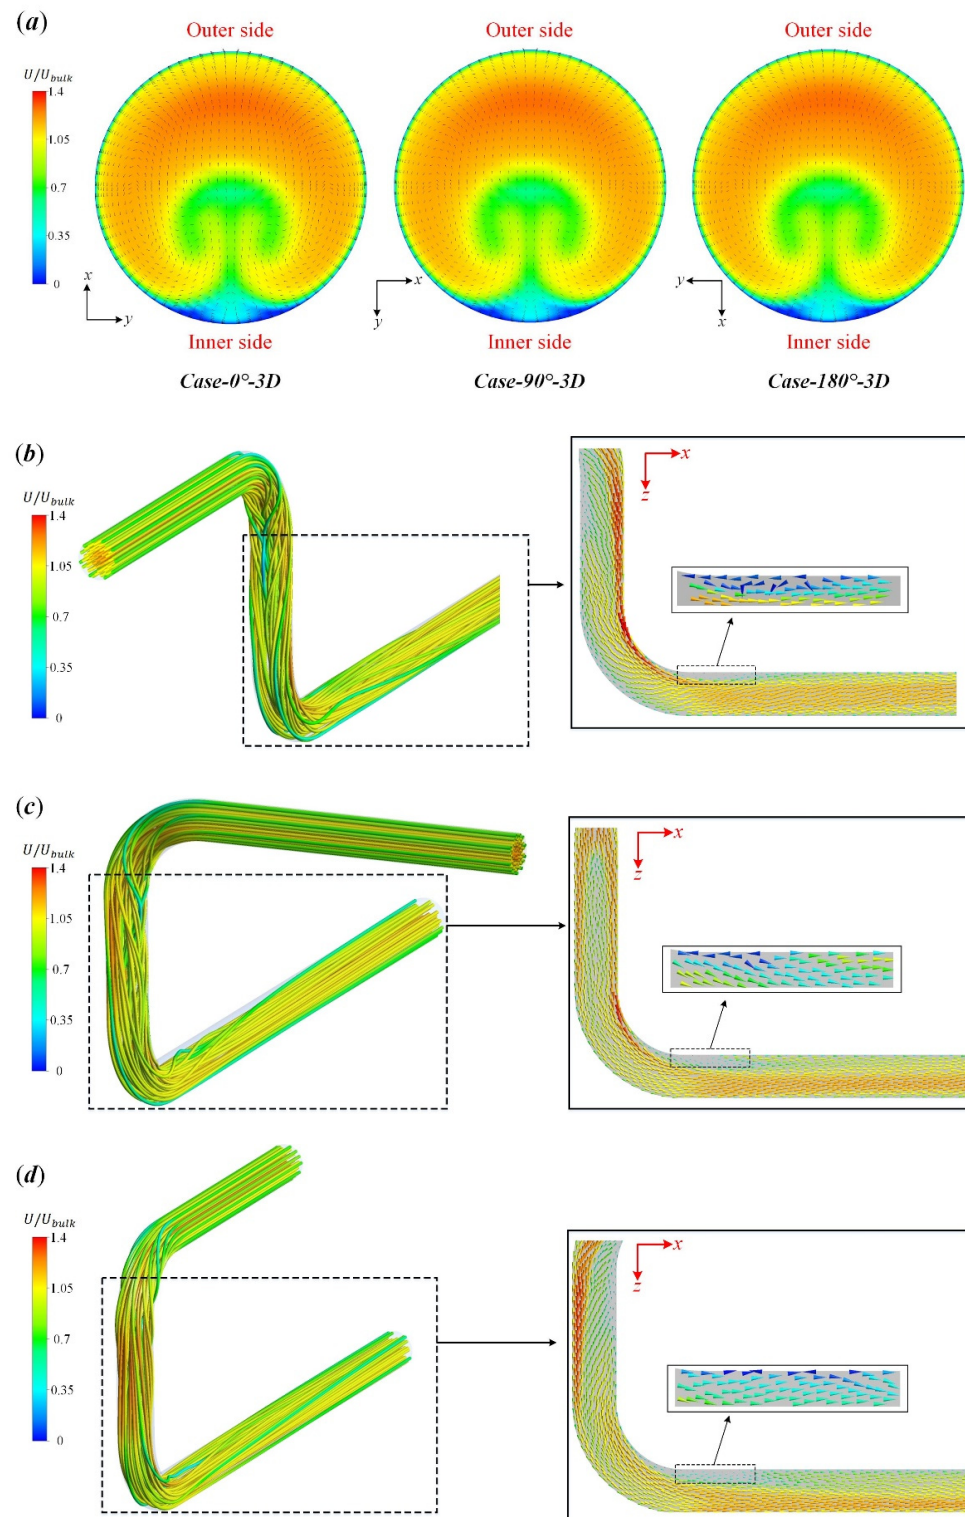 (a)
Outer side Outer side Outer side
U/U_bulk
1.4
1.05
0.7
0.35
0
x
y
x
y
y
x
Inner side Inner side Inner side
Case-0°-3D Case-90°-3D Case-180°-3D
(b)
U/U_bulk
1.4
1.05
0.7
0.35
0
x
z
(c)
U/U_bulk
1.4
1.05
0.7
0.35
0
x
z
(d)
U/U_bulk
1.4
1.05
0.7
0.35
0
x
z